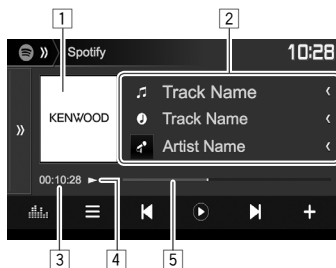 1
2
Spotify
10:28
KENWOOD
Track Name
Track Name
Artist Name
00:10:28
3
4
5